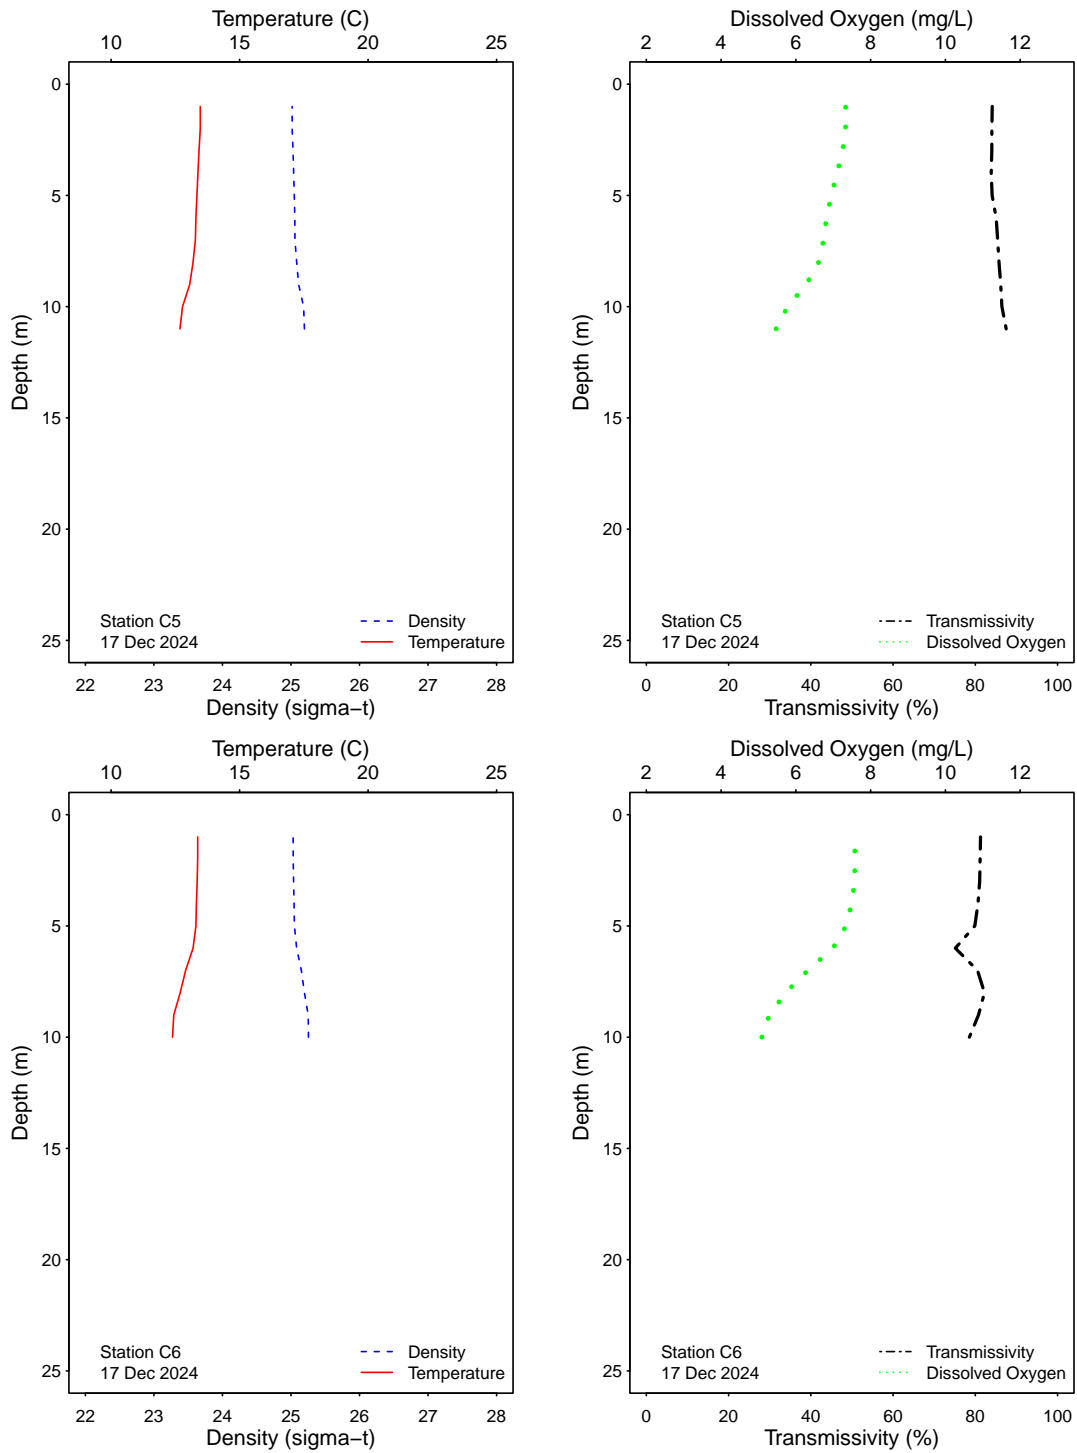 Temperature (C)
10 15 20 25
0
5
10
15
20
25
Depth (m)
Station C5
17 Dec 2024
Density
Temperature
22 23 24 25 26 27 28
Density (sigma−t)
Dissolved Oxygen (mg/L)
2 4 6 8 10 12
0
5
10
15
20
25
Depth (m)
Station C5
17 Dec 2024
Transmissivity
Dissolved Oxygen
0 20 40 60 80 100
Transmissivity (%)
Temperature (C)
10 15 20 25
0
5
10
15
20
25
Depth (m)
Station C6
17 Dec 2024
Density
Temperature
22 23 24 25 26 27 28
Density (sigma−t)
Dissolved Oxygen (mg/L)
2 4 6 8 10 12
0
5
10
15
20
25
Depth (m)
Station C6
17 Dec 2024
Transmissivity
Dissolved Oxygen
0 20 40 60 80 100
Transmissivity (%)